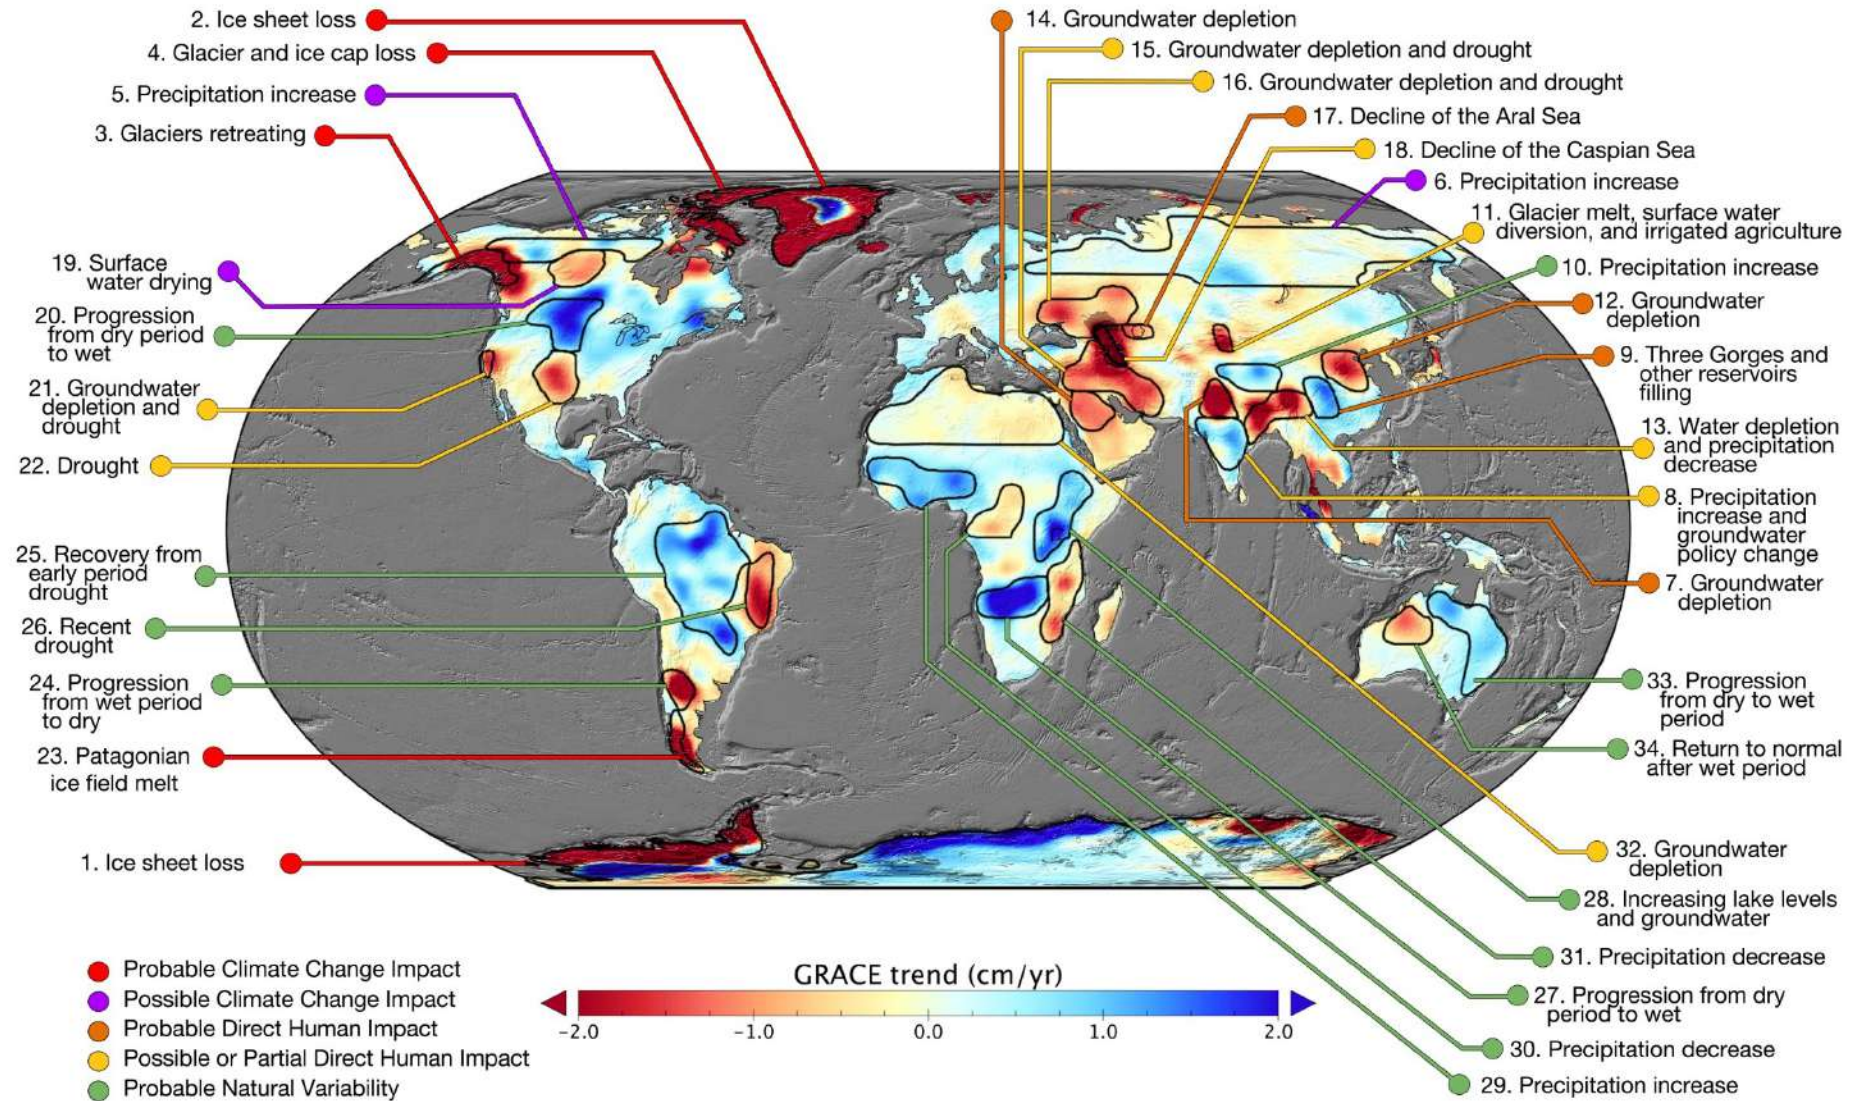 2. Ice sheet loss
4. Glacier and ice cap loss
5. Precipitation increase
3. Glaciers retreating
19. Surface
water drying
20. Progression
from dry period
to wet
21. Groundwater
depletion and
drought
22. Drought
25. Recovery from
early period
drought
26. Recent
drought
24. Progression
from wet period
to dry
23. Patagonian
ice field melt
1. Ice sheet loss
14. Groundwater depletion
15. Groundwater depletion and drought
16. Groundwater depletion and drought
17. Decline of the Aral Sea
18. Decline of the Caspian Sea
6. Precipitation increase
11. Glacier melt, surface water
diversion, and irrigated agriculture
10. Precipitation increase
12. Groundwater
depletion
9. Three Gorges and
other reservoirs
filling
13. Water depletion
and precipitation
decrease
8. Precipitation
increase and
groundwater
policy change
7. Groundwater
depletion
33. Progression
from dry to wet
period
34. Return to normal
after wet period
32. Groundwater
depletion
28. Increasing lake levels
and groundwater
31. Precipitation decrease
27. Progression from dry
period to wet
30. Precipitation decrease
29. Precipitation increase
Probable Climate Change Impact
Possible Climate Change Impact
Probable Direct Human Impact
Possible or Partial Direct Human Impact
Probable Natural Variability
GRACE trend (cm/yr)
-2.0 -1.0 0.0 1.0 2.0